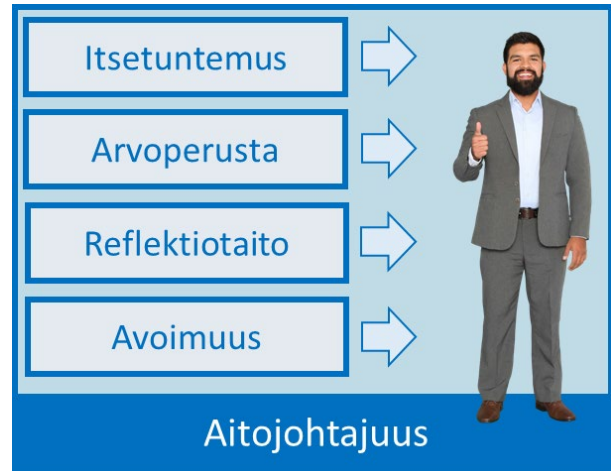 Itsetuntemus
Arvoperusta
Reflektiotaito
Avoimuus
Aitojohtajuus